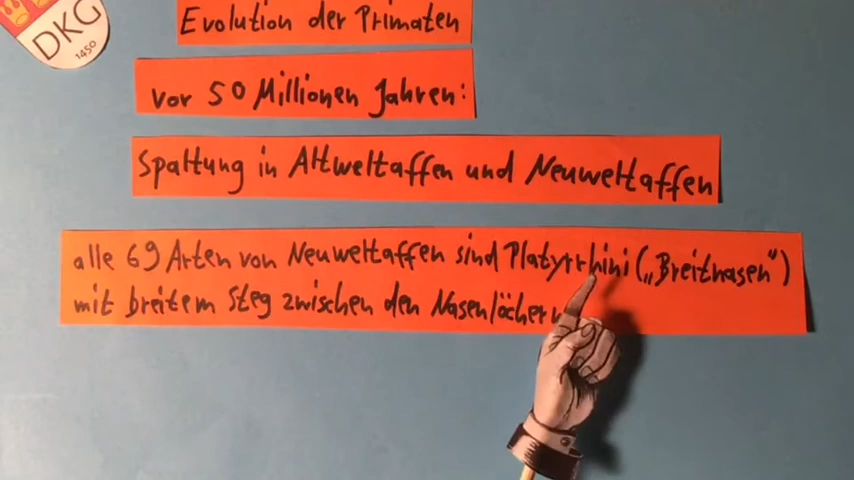 DKG
1450
Evolution der Primaten
vor 50 Millionen Jahren:
Spaltung in Altweltaffen und Neuweltaffen
alle 69 Arten von Neuweltaffen sind Platyrrhini („Breitnasen“)
mit breitem Steg zwischen den Nasenlöchern